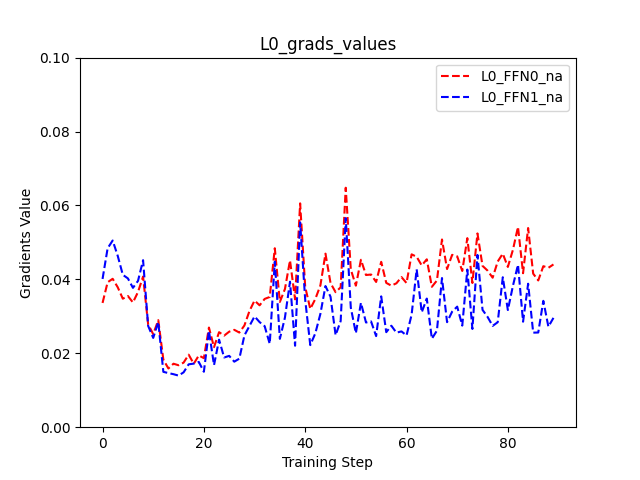 L0_grads_values
0.10
0.08
0.06
0.04
0.02
0.00
Gradients Value
0
20
40
60
80
Training Step
L0_FFN0_na
L0_FFN1_na